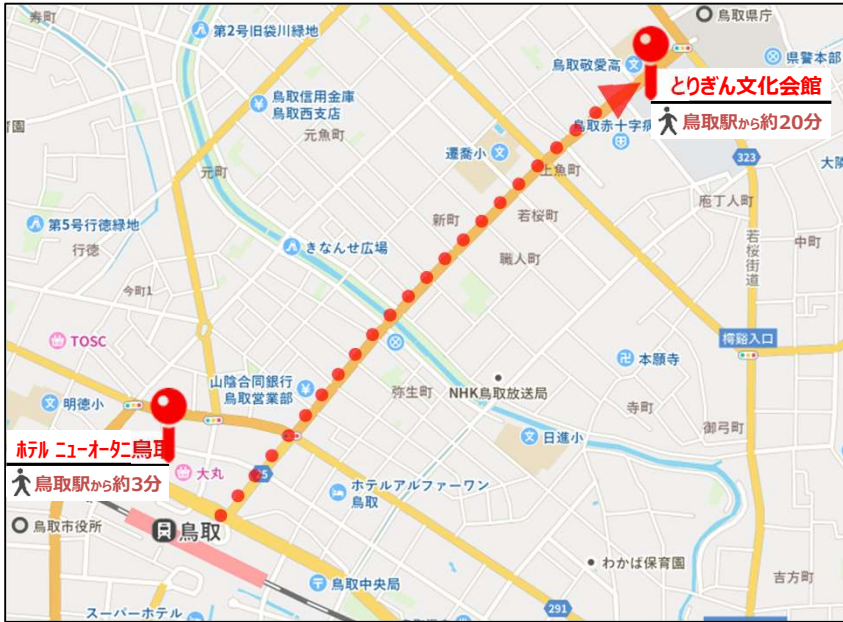 寿町
第2号旧袋川緑地
鳥取県庁
鳥取敬愛高
県警本部
とりぎん文化会館
鳥取駅から約20分
鳥取信用金庫
鳥取西支店
元魚町
鳥取赤十字病
育園
遷喬小
上魚町
323
大隣
元町
庖丁人町
第5号行徳緑地
新町
若桜町
行徳
きなんせ広場
職人町
若桜街道
中町
今町1
TOSC
樗谿入口
本願寺
山陰合同銀行
鳥取営業部
弥生町
NHK鳥取放送局
明徳小
寺町
御弓町
日進小
ホテル ニューオータニ鳥取
鳥取駅から約3分
大丸
ホテルアルファーワン
鳥取
鳥取市役所
鳥取
わかば保育園
鳥取中央局
吉方町
291
スーパーホテル